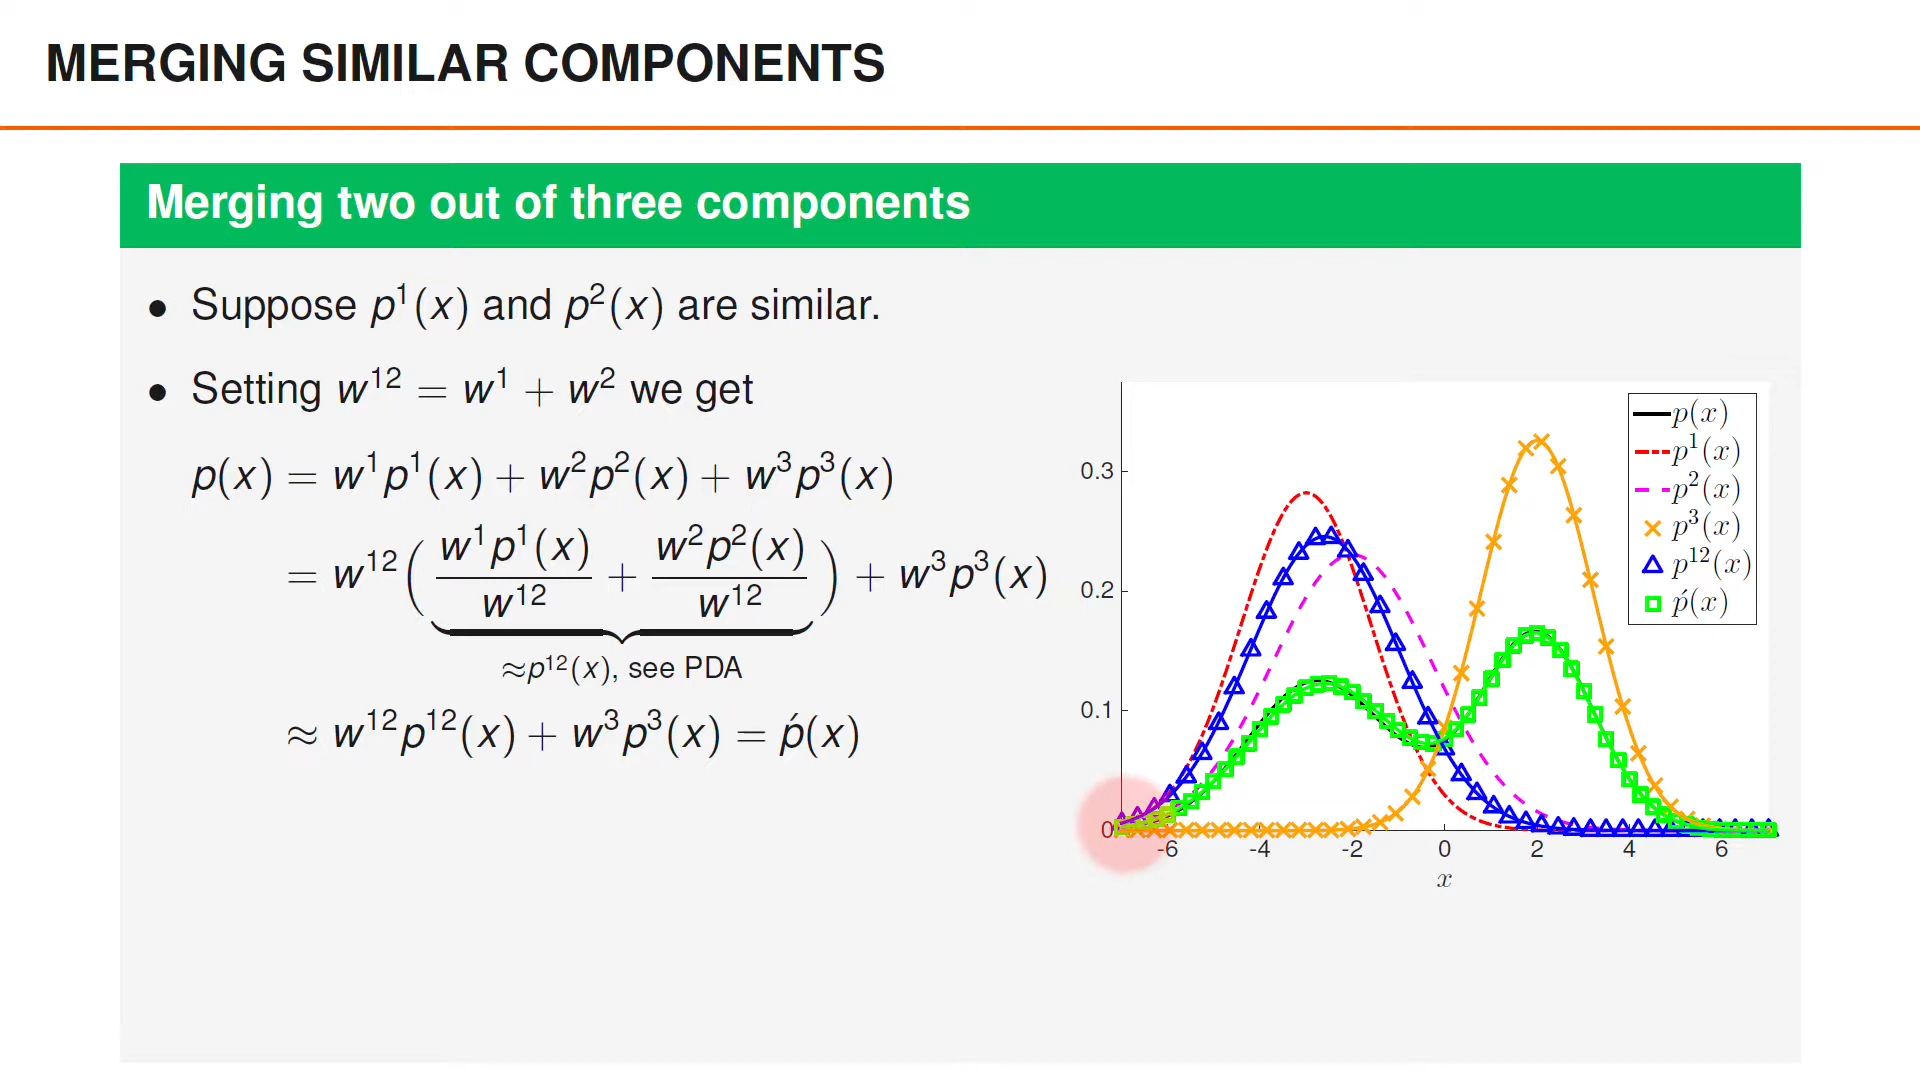 MERGING SIMILAR COMPONENTS
Merging two out of three components
• Suppose p¹(x) and p²(x) are similar.
• Setting w¹² = w¹ + w² we get
p(x) = w¹p¹(x) + w²p²(x) + w³p³(x)
= w¹² ( w¹p¹(x) / w¹² + w²p²(x) / w¹² ) + w³p³(x)
≈p¹²(x), see PDA
≈ w¹²p¹²(x) + w³p³(x) = ṕ(x)
p(x)
p¹(x)
p²(x)
p³(x)
p¹²(x)
ṕ(x)
0.3
0.2
0.1
0
-6 -4 -2 0 2 4 6
x